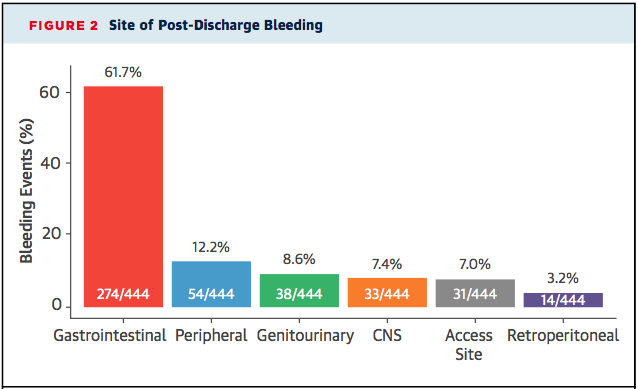 FIGURE 2 Site of Post-Discharge Bleeding
Bleeding Events (%)
60
40
20
0
61.7%
12.2%
8.6%
7.4%
7.0%
3.2%
274/444
54/444
38/444
33/444
31/444
14/444
Gastrointestinal
Peripheral
Genitourinary
CNS
Access
Site
Retroperitoneal